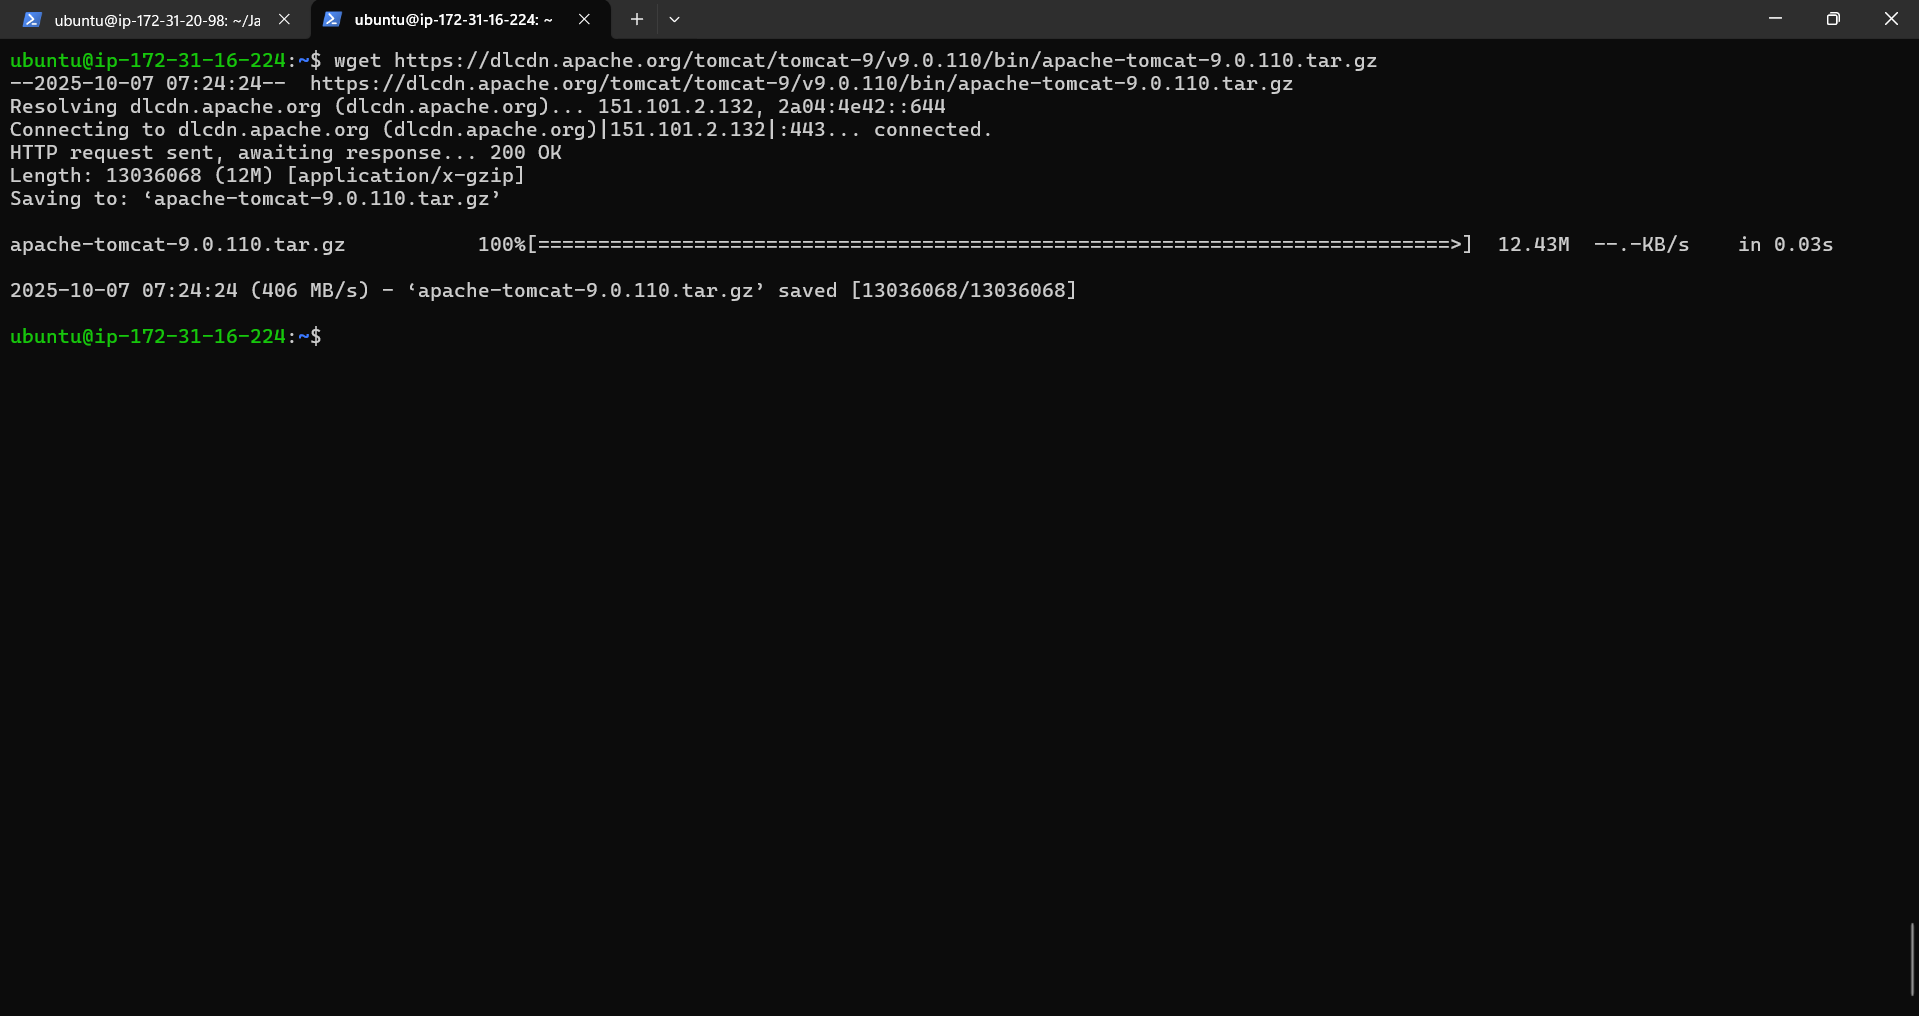 ubuntu@ip-172-31-20-98: ~/Ja
ubuntu@ip-172-31-16-224: ~
ubuntu@ip-172-31-16-224:~$ wget https://dlcdn.apache.org/tomcat/tomcat-9/v9.0.110/bin/apache-tomcat-9.0.110.tar.gz
--2025-10-07 07:24:24--  https://dlcdn.apache.org/tomcat/tomcat-9/v9.0.110/bin/apache-tomcat-9.0.110.tar.gz
Resolving dlcdn.apache.org (dlcdn.apache.org)... 151.101.2.132, 2a04:4e42::644
Connecting to dlcdn.apache.org (dlcdn.apache.org)|151.101.2.132|:443... connected.
HTTP request sent, awaiting response... 200 OK
Length: 13036068 (12M) [application/x-gzip]
Saving to: ‘apache-tomcat-9.0.110.tar.gz’
apache-tomcat-9.0.110.tar.gz           100%[============================================================================>]  12.43M  --.-KB/s    in 0.03s
2025-10-07 07:24:24 (406 MB/s) - ‘apache-tomcat-9.0.110.tar.gz’ saved [13036068/13036068]
ubuntu@ip-172-31-16-224:~$